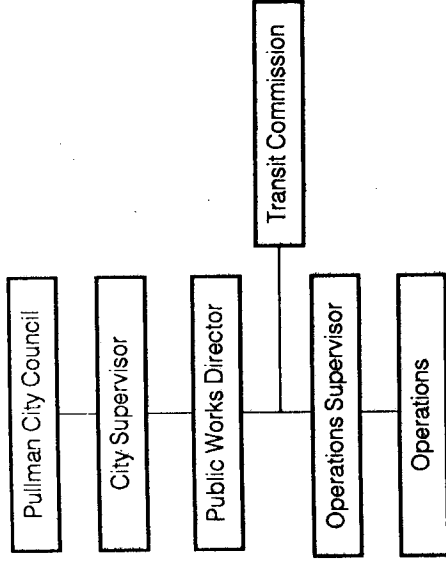 Pullman City Council
City Supervisor
Public Works Director
Transit Commission
Operations Supervisor
Operations